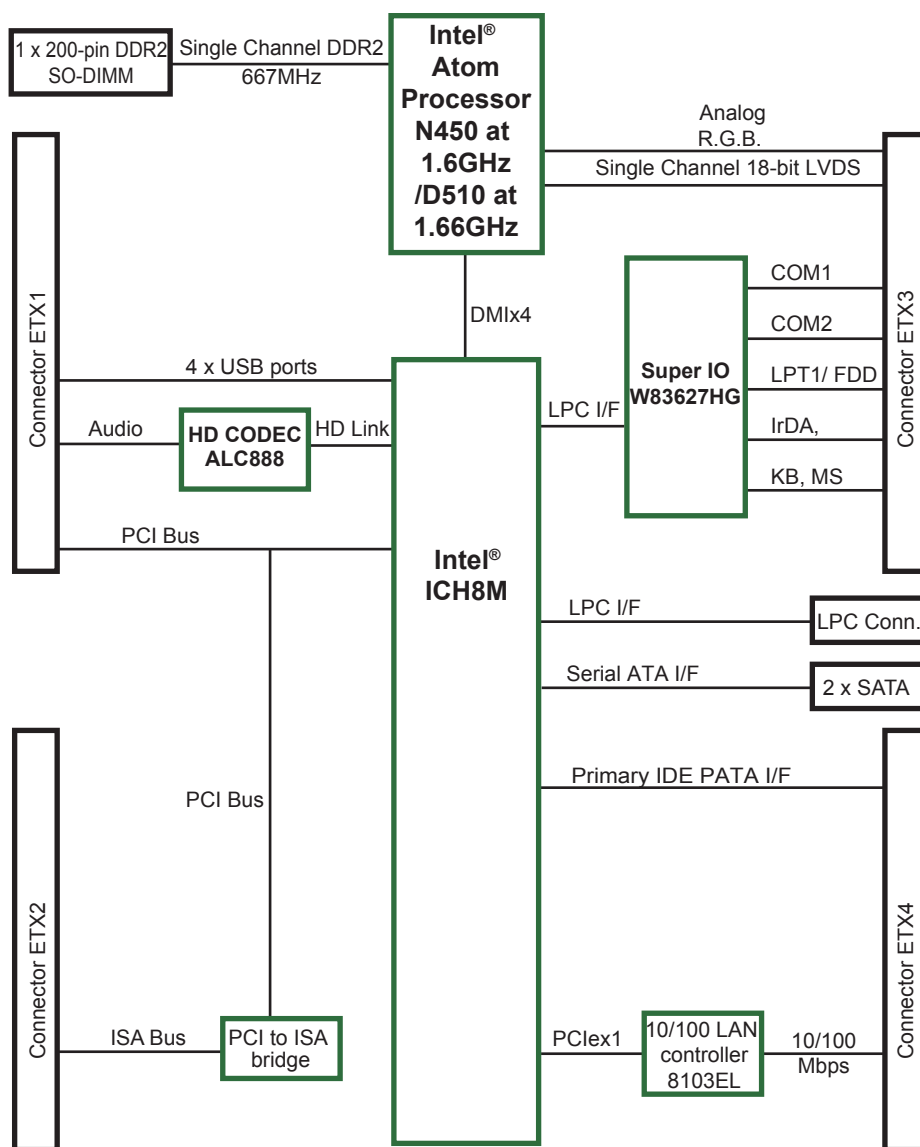 1 x 200-pin DDR2
SO-DIMM
Single Channel DDR2
667MHz
Intel®
Atom
Processor
N450 at
1.6GHz
/D510 at
1.66GHz
Analog
R.G.B.
Single Channel 18-bit LVDS
Connector ETX1
Connector ETX3
DMIx4
COM1
COM2
LPT1/ FDD
IrDA,
KB, MS
Super IO
W83627HG
LPC I/F
4 x USB ports
Audio
HD CODEC
ALC888
HD Link
PCI Bus
Intel®
ICH8M
LPC I/F
LPC Conn.
Serial ATA I/F
2 x SATA
Primary IDE PATA I/F
PCI Bus
Connector ETX2
Connector ETX4
ISA Bus
PCI to ISA
bridge
PCIex1
10/100 LAN
controller
8103EL
10/100
Mbps